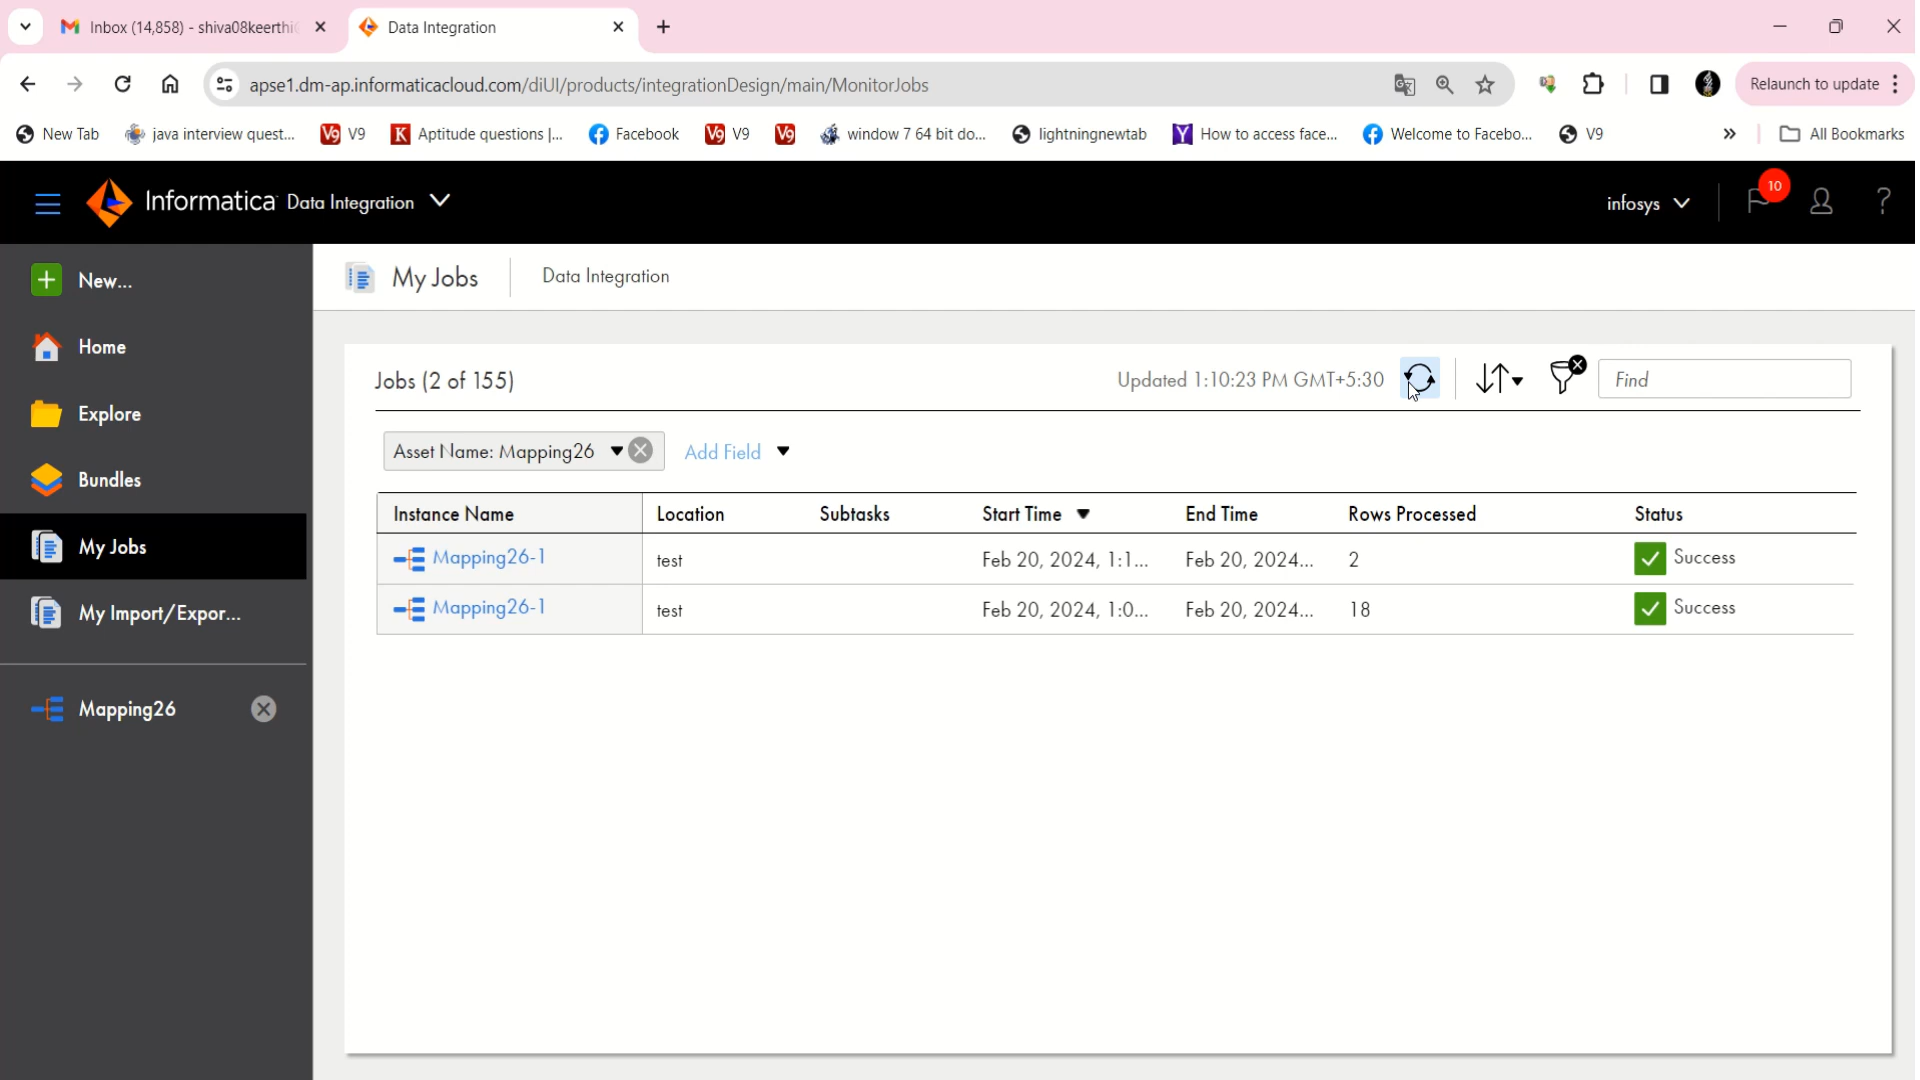 Inbox (14,858) - shiva08keerthi
Data Integration
apse1.dm-ap.informaticacloud.com/diUI/products/integrationDesign/main/MonitorJobs
Relaunch to update
New Tab
java interview quest...
V9 V9
K Aptitude questions |...
Facebook
V9 V9
V9
window 7 64 bit do...
lightningnewtab
Y How to access face...
Welcome to Facebo...
V9
»
All Bookmarks
Informatica Data Integration
infosys
10
?
New...
Home
Explore
Bundles
My Jobs
My Import/Expor...
Mapping26
My Jobs
Data Integration
Jobs (2 of 155)
Updated 1:10:23 PM GMT+5:30
Find
Asset Name: Mapping26
Add Field
Instance Name Location Subtasks Start Time End Time Rows Processed Status
Mapping26-1 test Feb 20, 2024, 1:1... Feb 20, 2024... 2 Success
Mapping26-1 test Feb 20, 2024, 1:0... Feb 20, 2024... 18 Success